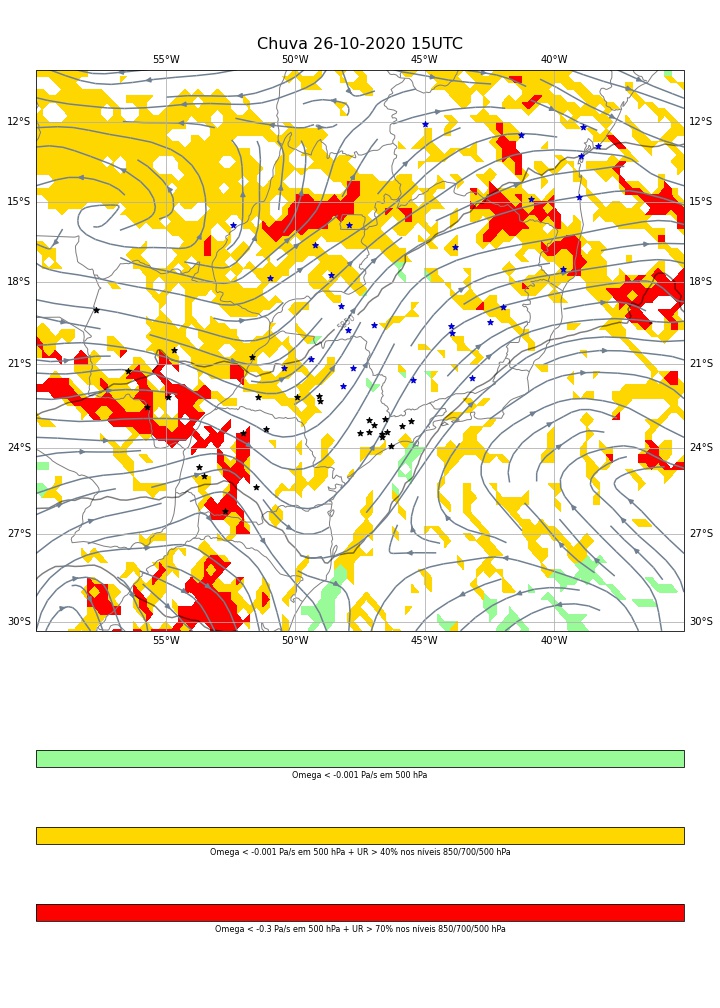 Chuva 26-10-2020 15UTC
55°W 50°W 45°W 40°W
12°S 12°S
15°S 15°S
18°S 18°S
21°S 21°S
24°S 24°S
27°S 27°S
30°S 30°S
55°W 50°W 45°W 40°W
Omega < -0.001 Pa/s em 500 hPa
Omega < -0.001 Pa/s em 500 hPa + UR > 40% nos níveis 850/700/500 hPa
Omega < -0.3 Pa/s em 500 hPa + UR > 70% nos níveis 850/700/500 hPa